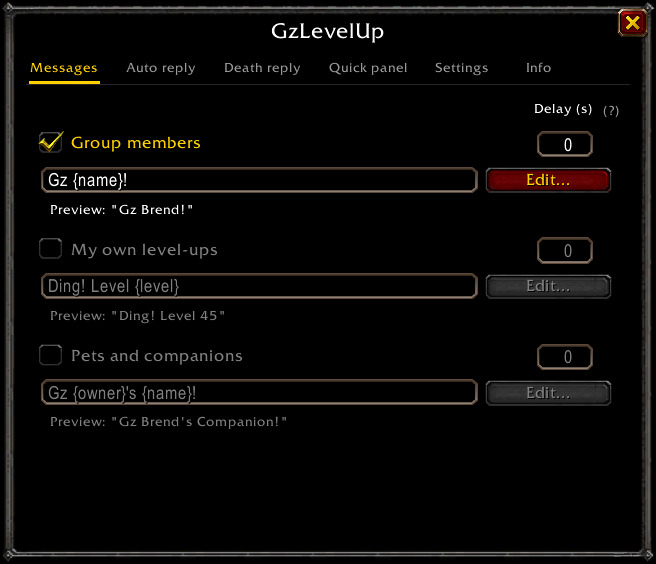 GzLevelUp
Messages Auto reply Death reply Quick panel Settings Info
Delay (s) (?)
Group members 0
Gz {name}! Edit...
Preview: "Gz Brend!"
My own level-ups 0
Ding! Level {level} Edit...
Preview: "Ding! Level 45"
Pets and companions 0
Gz {owner}'s {name}! Edit...
Preview: "Gz Brend's Companion!"